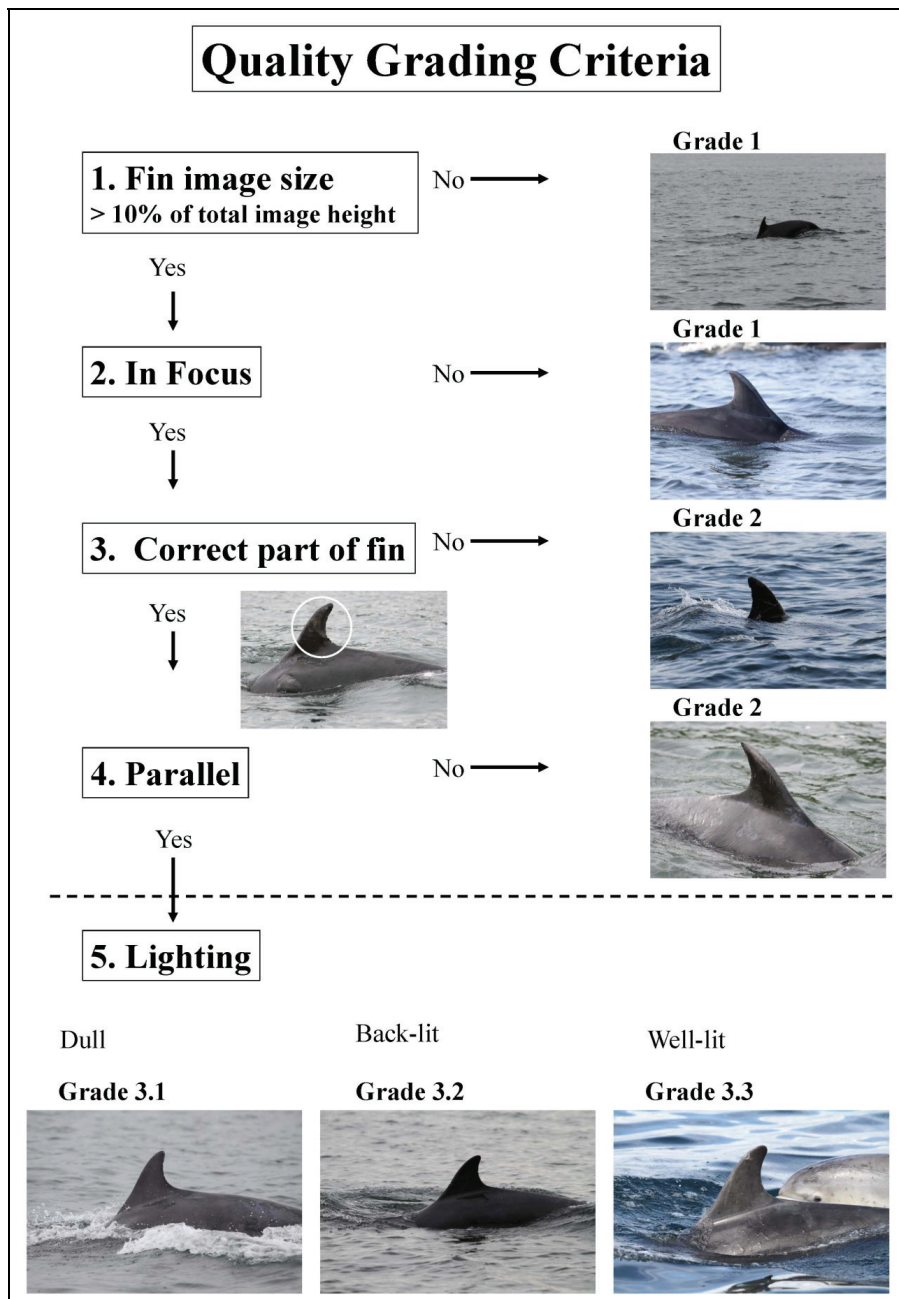 Quality Grading Criteria
Grade 1
1. Fin image size
> 10% of total image height
No
Yes
Grade 1
2. In Focus
No
Yes
Grade 2
3. Correct part of fin
No
Yes
Grade 2
4. Parallel
No
Yes
5. Lighting
Dull
Back-lit
Well-lit
Grade 3.1
Grade 3.2
Grade 3.3